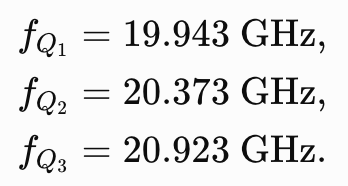 f_{Q_1} = 19.943 GHz,
f_{Q_2} = 20.373 GHz,
f_{Q_3} = 20.923 GHz.